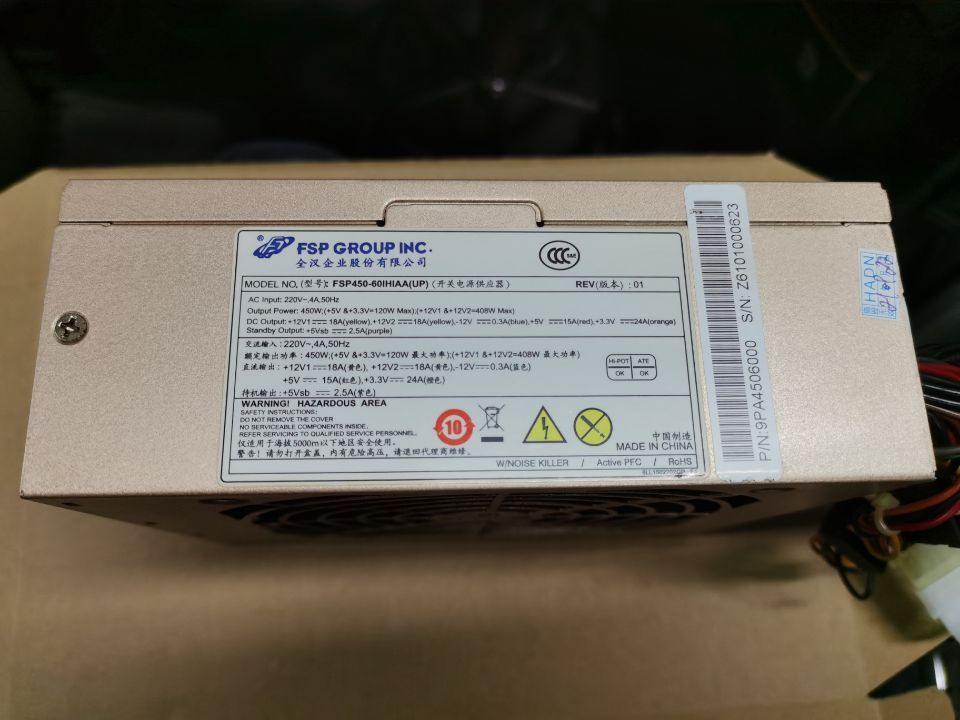 FSP GROUP INC.
全汉企业股份有限公司
MODEL NO. (型号): FSP450-60IHIAA(UP) (开关电源供应器) REV(版本) : 01
AC Input: 220V~,4A,50Hz
Output Power: 450W;(+5V &+3.3V=120W Max);(+12V1 &+12V2=408W Max)
DC Output: +12V1⎓18A(yellow),+12V2⎓18A(yellow),-12V⎓0.3A(blue),+5V⎓15A(red),+3.3V⎓24A(orange)
Standby Output: +5Vsb⎓2.5A(purple)
交流输入: 220V~,4A,50Hz
额定输出功率: 450W;(+5V &+3.3V=120W 最大功率);(+12V1 &+12V2=408W 最大功率)
直流输出: +12V1⎓18A(黄色), +12V2⎓18A(黄色),-12V⎓0.3A(蓝色)
+5V⎓15A(红色),+3.3V⎓24A(橙色)
待机输出: +5Vsb⎓2.5A(紫色)
HI-POT ATE
OK OK
WARNING! HAZARDOUS AREA
SAFETY INSTRUCTIONS:
DO NOT REMOVE THE COVER
NO SERVICEABLE COMPONENTS INSIDE.
REFER SERVICING TO QUALIFIED SERVICE PERSONNEL.
仅适用于海拔5000m以下地区安全使用。
警告! 请勿打开盒盖, 内有危险高压, 请退回代理商维修。
10
中国制造
MADE IN CHINA
W/NOISE KILLER / Active PFC / RoHS
P/N:9PA4506000 S/N: Z6101000623
HADN